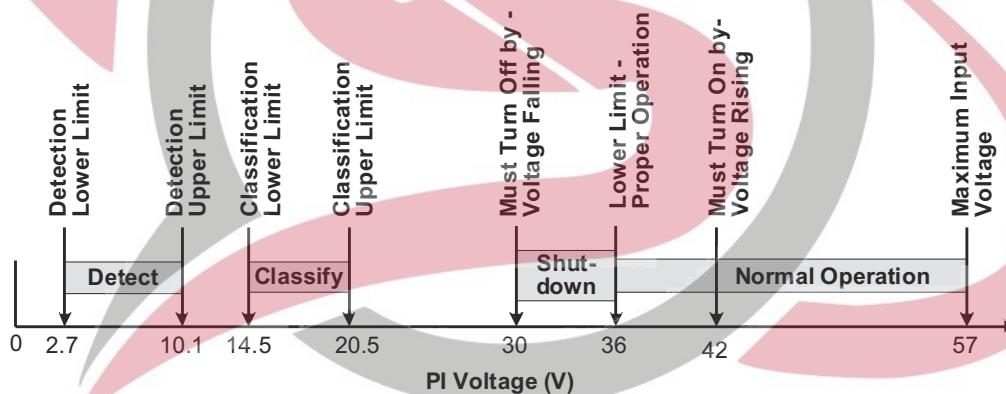 Detection
Lower Limit
Detection
Upper Limit
Classification
Lower Limit
Classification
Upper Limit
Must Turn Off by -
Voltage Falling
Lower Limit -
Proper Operation
Must Turn On by-
Voltage Rising
Maximum Input
Voltage
Detect
Classify
Shut-
down
Normal Operation
0 2.7 10.1 14.5 20.5 30 36 42 57
PI Voltage (V)